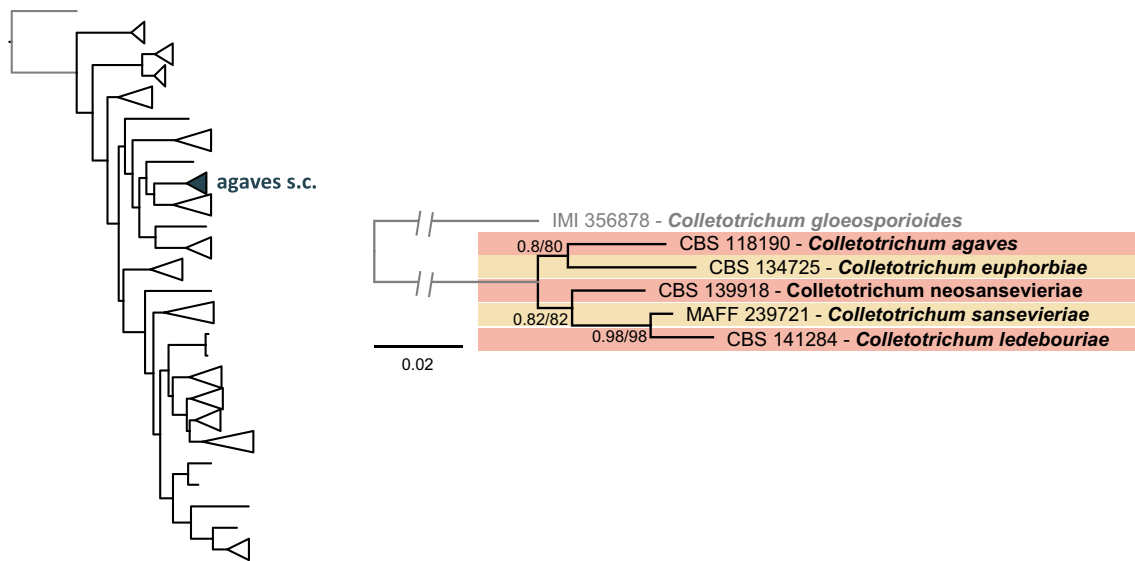 agaves s.c.
IMI 356878 - Colletotrichum gloeosporioides
0.8/80
CBS 118190 - Colletotrichum agaves
CBS 134725 - Colletotrichum euphorbiae
CBS 139918 - Colletotrichum neosansevieriae
0.82/82
MAFF 239721 - Colletotrichum sansevieriae
0.98/98
CBS 141284 - Colletotrichum ledebouriae
0.02